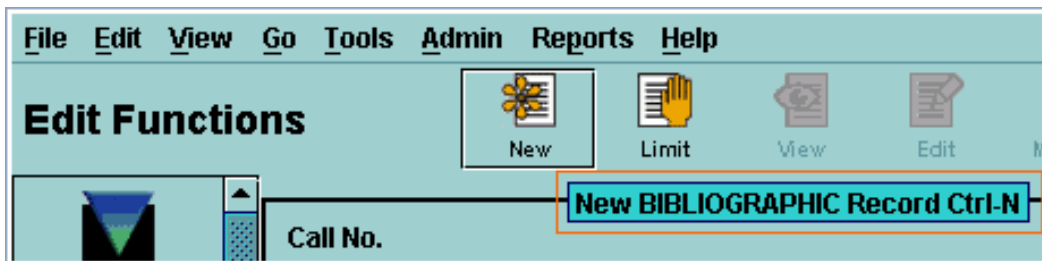 File Edit View Go Tools Admin Reports Help
Edit Functions
New Limit View Edit
New BIBLIOGRAPHIC Record Ctrl-N
Call No.